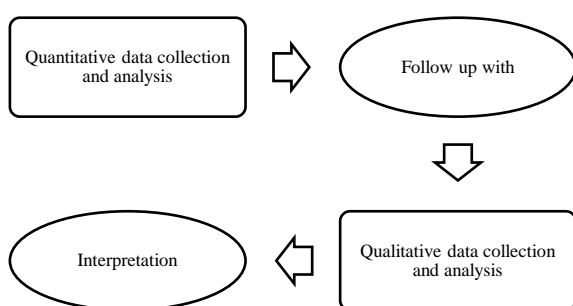 Quantitative data collection
and analysis
Follow up with
Qualitative data collection
and analysis
Interpretation